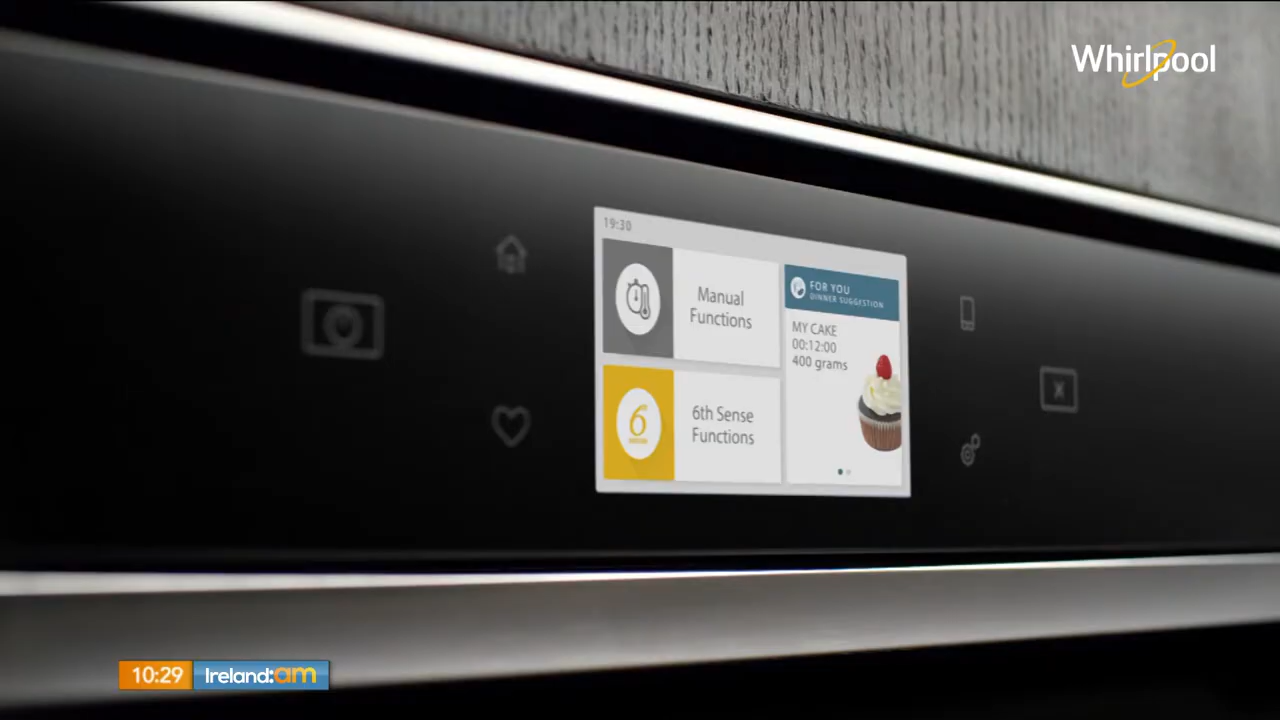 Whirlpool
19:30
Manual
Functions
6
6th Sense
Functions
FOR YOU
DINNER SUGGESTION
MY CAKE
00:12:00
400 grams
10:29
Ireland:am